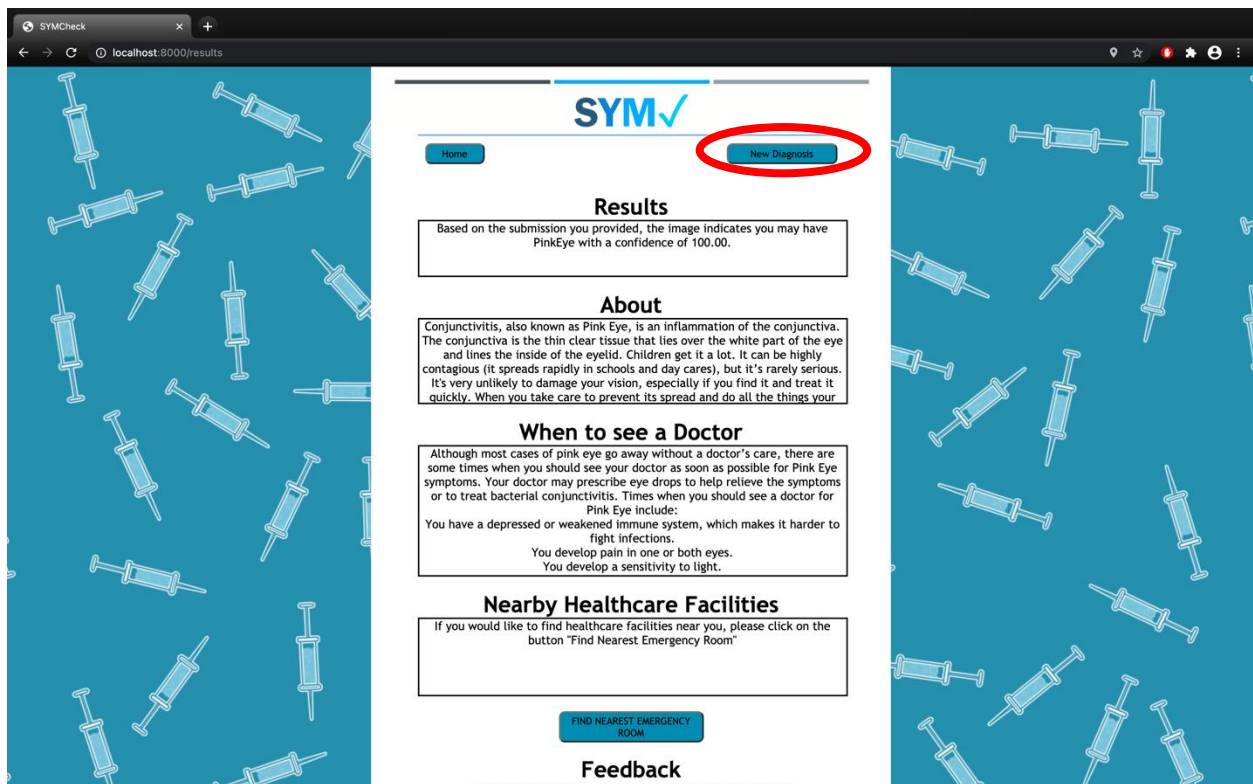 SYMCheck
localhost:8000/results
SYM✓
Home
New Diagnosis
Results
Based on the submission you provided, the image indicates you may have
PinkEye with a confidence of 100.00.
About
Conjunctivitis, also known as Pink Eye, is an inflammation of the conjunctiva.
The conjunctiva is the thin clear tissue that lies over the white part of the eye
and lines the inside of the eyelid. Children get it a lot. It can be highly
contagious (it spreads rapidly in schools and day cares), but it’s rarely serious.
It's very unlikely to damage your vision, especially if you find it and treat it
quickly. When you take care to prevent its spread and do all the things your
When to see a Doctor
Although most cases of pink eye go away without a doctor’s care, there are
some times when you should see your doctor as soon as possible for Pink Eye
symptoms. Your doctor may prescribe eye drops to help relieve the symptoms
or to treat bacterial conjunctivitis. Times when you should see a doctor for
Pink Eye include:
You have a depressed or weakened immune system, which makes it harder to
fight infections.
You develop pain in one or both eyes.
You develop a sensitivity to light.
Nearby Healthcare Facilities
If you would like to find healthcare facilities near you, please click on the
button "Find Nearest Emergency Room"
FIND NEAREST EMERGENCY
ROOM
Feedback